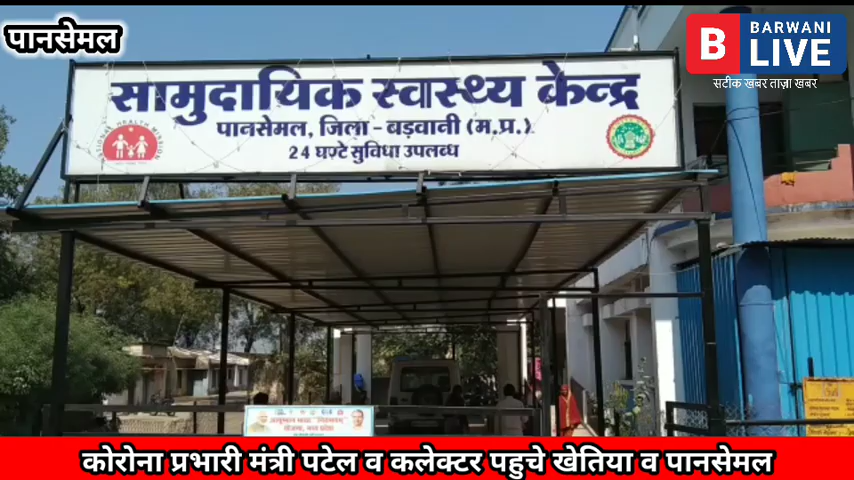 पानसेमल
BARWANI
LIVE
B
सटीक खबर ताज़ा खबर
सामुदायिक स्वास्थ्य केन्द्र
पानसेमल, जिला - बड़वानी (म.प्र.)
24 घण्टे सुविधा उपलब्ध
कोरोना प्रभारी मंत्री पटेल व कलेक्टर पहुचे खेतिया व पानसेमल